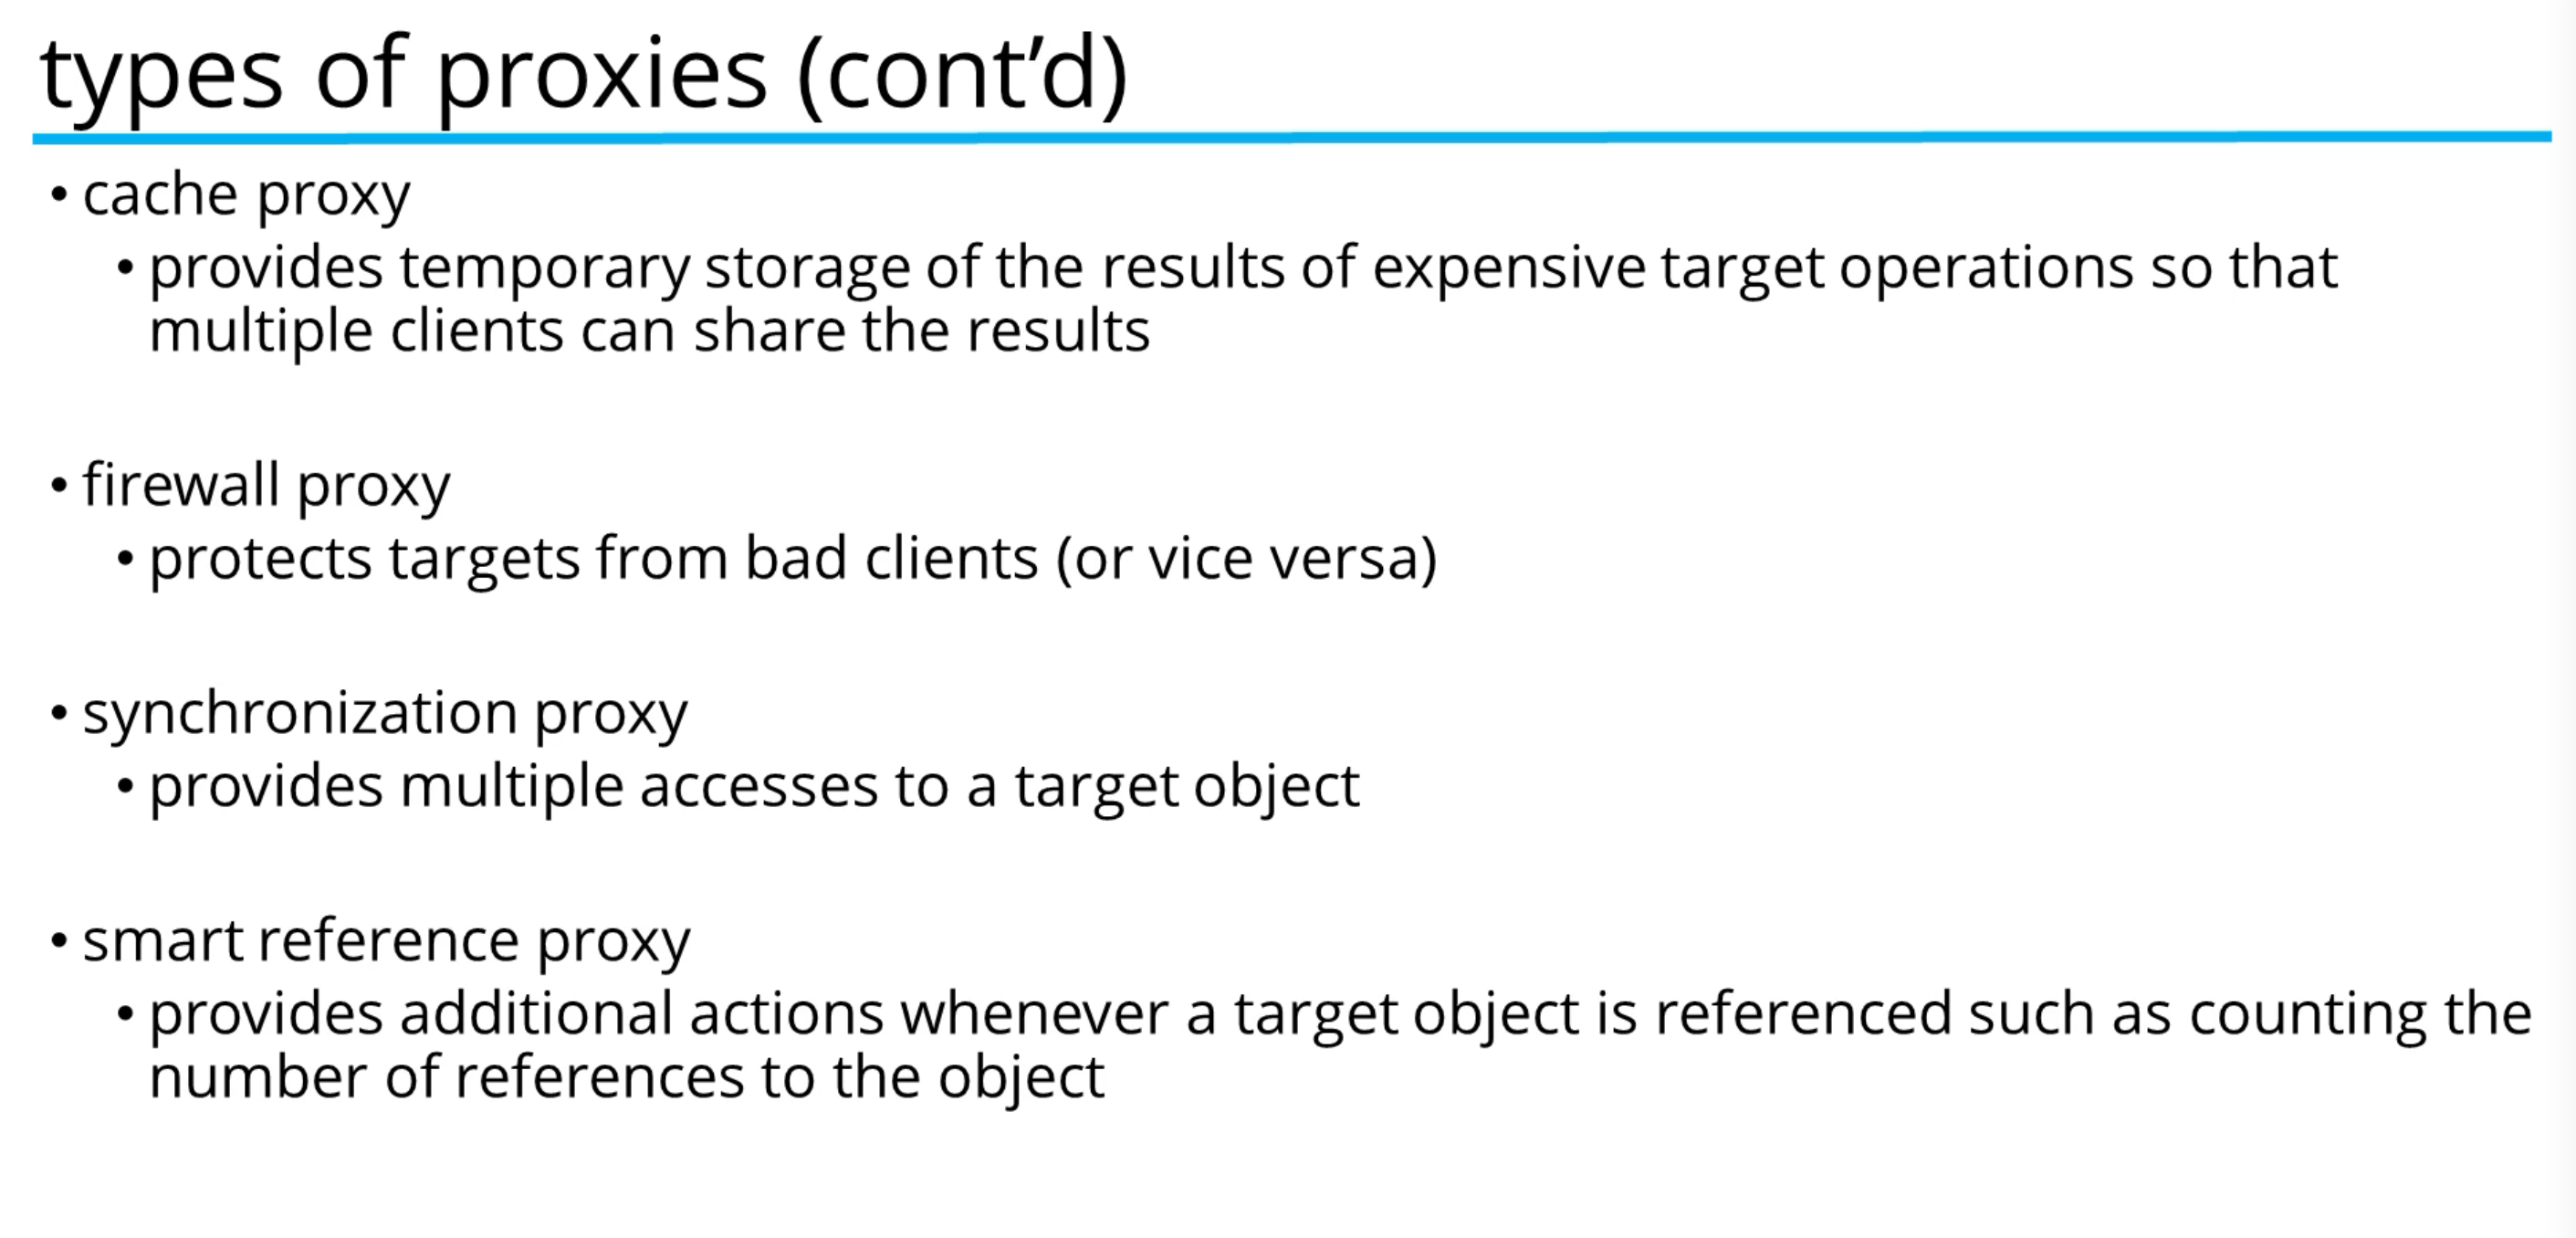 types of proxies (cont’d)
• cache proxy
• provides temporary storage of the results of expensive target operations so that
multiple clients can share the results
• firewall proxy
• protects targets from bad clients (or vice versa)
• synchronization proxy
• provides multiple accesses to a target object
• smart reference proxy
• provides additional actions whenever a target object is referenced such as counting the
number of references to the object